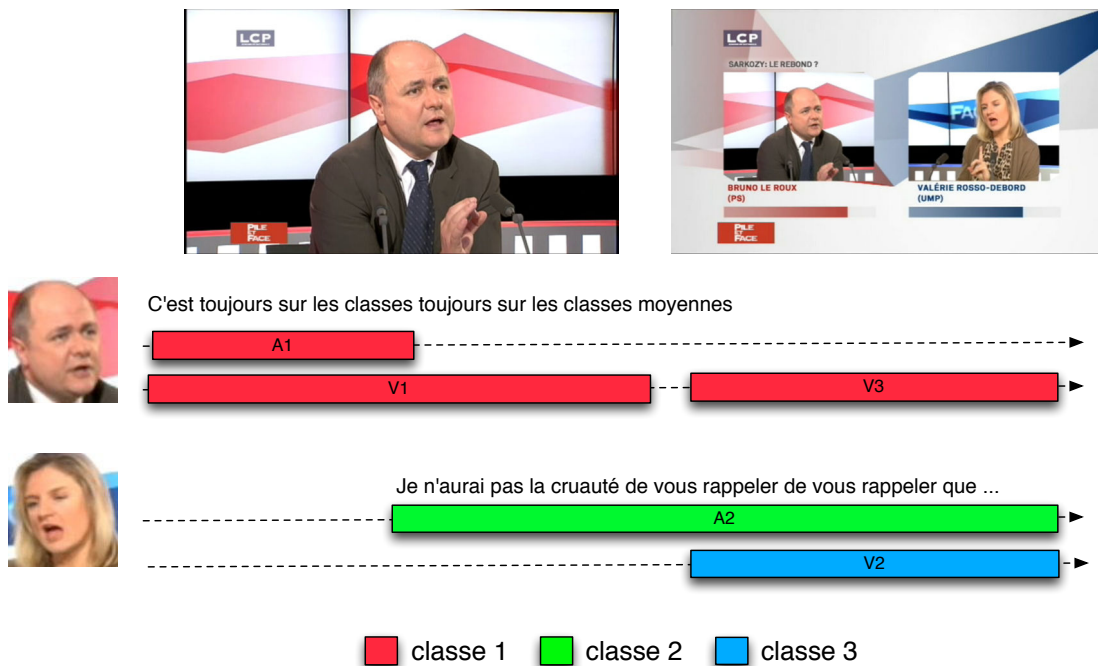 LCP
PILE
ET
FACE
LCP
SARKOZY: LE REBOND ?
BRUNO LE ROUX
(PS)
VALÉRIE ROSSO-DEBORD
(UMP)
PILE
ET
FACE
C'est toujours sur les classes toujours sur les classes moyennes
A1
V1
V3
Je n'aurai pas la cruauté de vous rappeler de vous rappeler que ...
A2
V2
classe 1
classe 2
classe 3